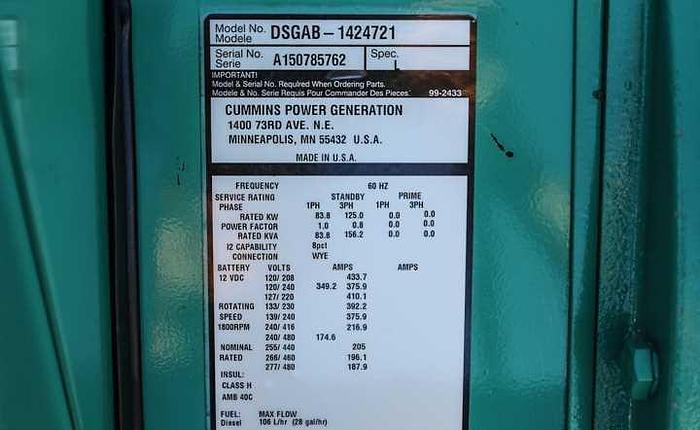 Model No. DSGAB-1424721
Modele
Serial No. A150785762 Spec. L
Serie
IMPORTANT!
Model & Serial No. Required When Ordering Parts.
Modele & No. Serie Requis Pour Commander Des Pieces. 99-2433
CUMMINS POWER GENERATION
1400 73RD AVE. N.E.
MINNEAPOLIS, MN 55432 U.S.A.
MADE IN U.S.A.
FREQUENCY 60 HZ
SERVICE RATING STANDBY PRIME
PHASE 1PH 3PH 1PH 3PH
RATED KW 83.8 125.0 0.0 0.0
POWER FACTOR 1.0 0.8 0.0 0.0
RATED KVA 83.8 156.2 0.0 0.0
I2 CAPABILITY 8pct
CONNECTION WYE
BATTERY VOLTS AMPS AMPS
12 VDC 120/ 208 433.7
120/ 240 349.2 375.9
127/ 220 410.1
ROTATING 133/ 230 392.2
SPEED 139/ 240 375.9
1800RPM 240/ 416 216.9
240/ 480 174.6
NOMINAL 255/ 440 205
RATED 266/ 460 196.1
277/ 480 187.9
INSUL:
CLASS H
AMB 40C
FUEL: MAX FLOW
Diesel 106 L/hr (28 gal/hr)